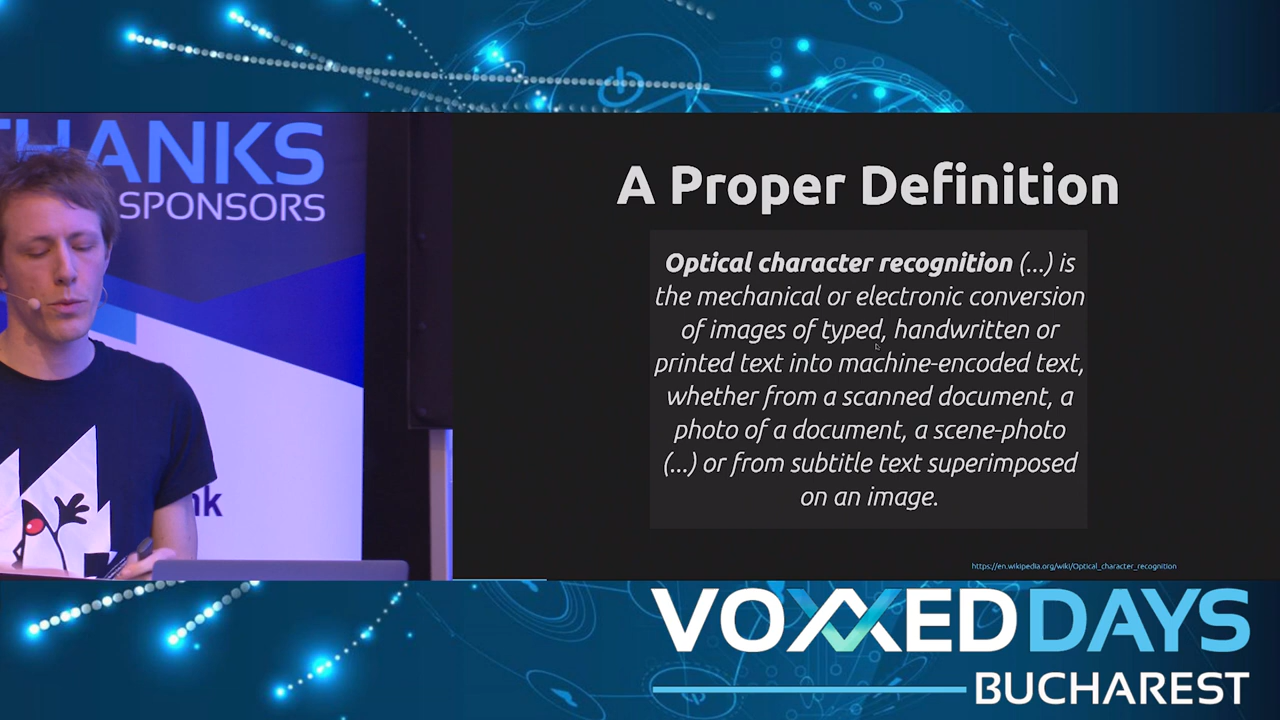 THANKS
SPONSORS
A Proper Definition
Optical character recognition (...) is
the mechanical or electronic conversion
of images of typed, handwritten or
printed text into machine-encoded text,
whether from a scanned document, a
photo of a document, a scene-photo
(...) or from subtitle text superimposed
on an image.
https://en.wikipedia.org/wiki/Optical_character_recognition
VOXXED DAYS
BUCHAREST